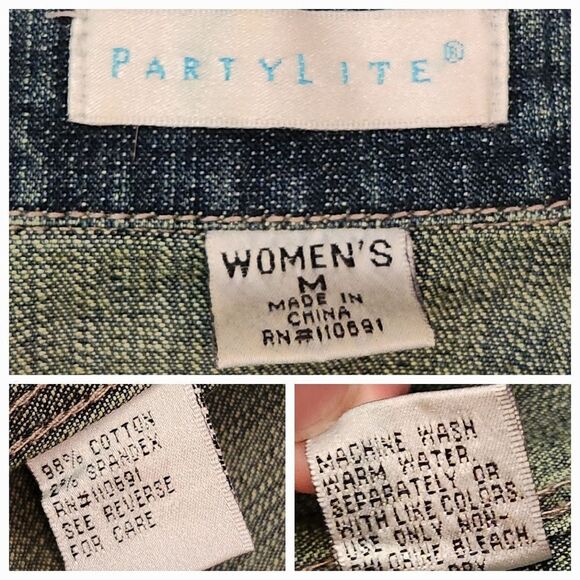 PARTYLITE®
WOMEN'S
M
MADE IN
CHINA
RN#110691
98% COTTON
2% SPANDEX
RN#110691
SEE REVERSE
FOR CARE
MACHINE WASH
WARM WATER.
SEPARATELY OR
WITH LIKE COLORS.
USE ONLY NON-
CHLORINE BLEACH.